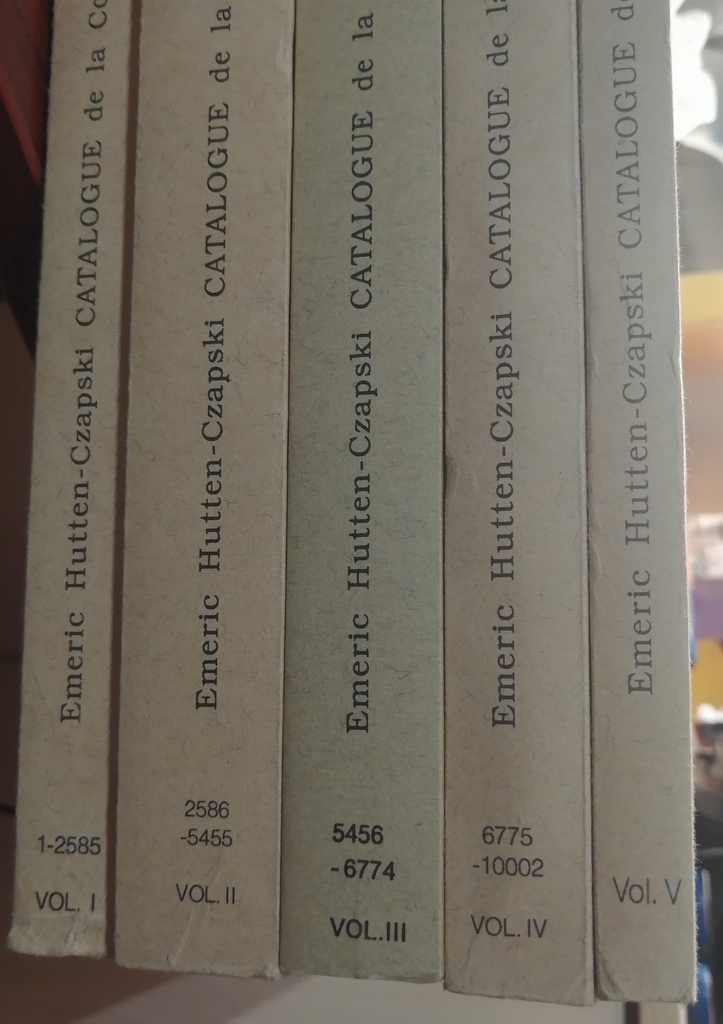 Emeric Hutten-Czapski CATALOGUE de la
1-2585
VOL. I
Emeric Hutten-Czapski CATALOGUE de la
2586
-5455
VOL. II
Emeric Hutten-Czapski CATALOGUE de la
5456
-6774
VOL.III
Emeric Hutten-Czapski CATALOGUE de
6775
-10002
VOL. IV
Emeric Hutten-Czapski CATALOGUE
Vol. V